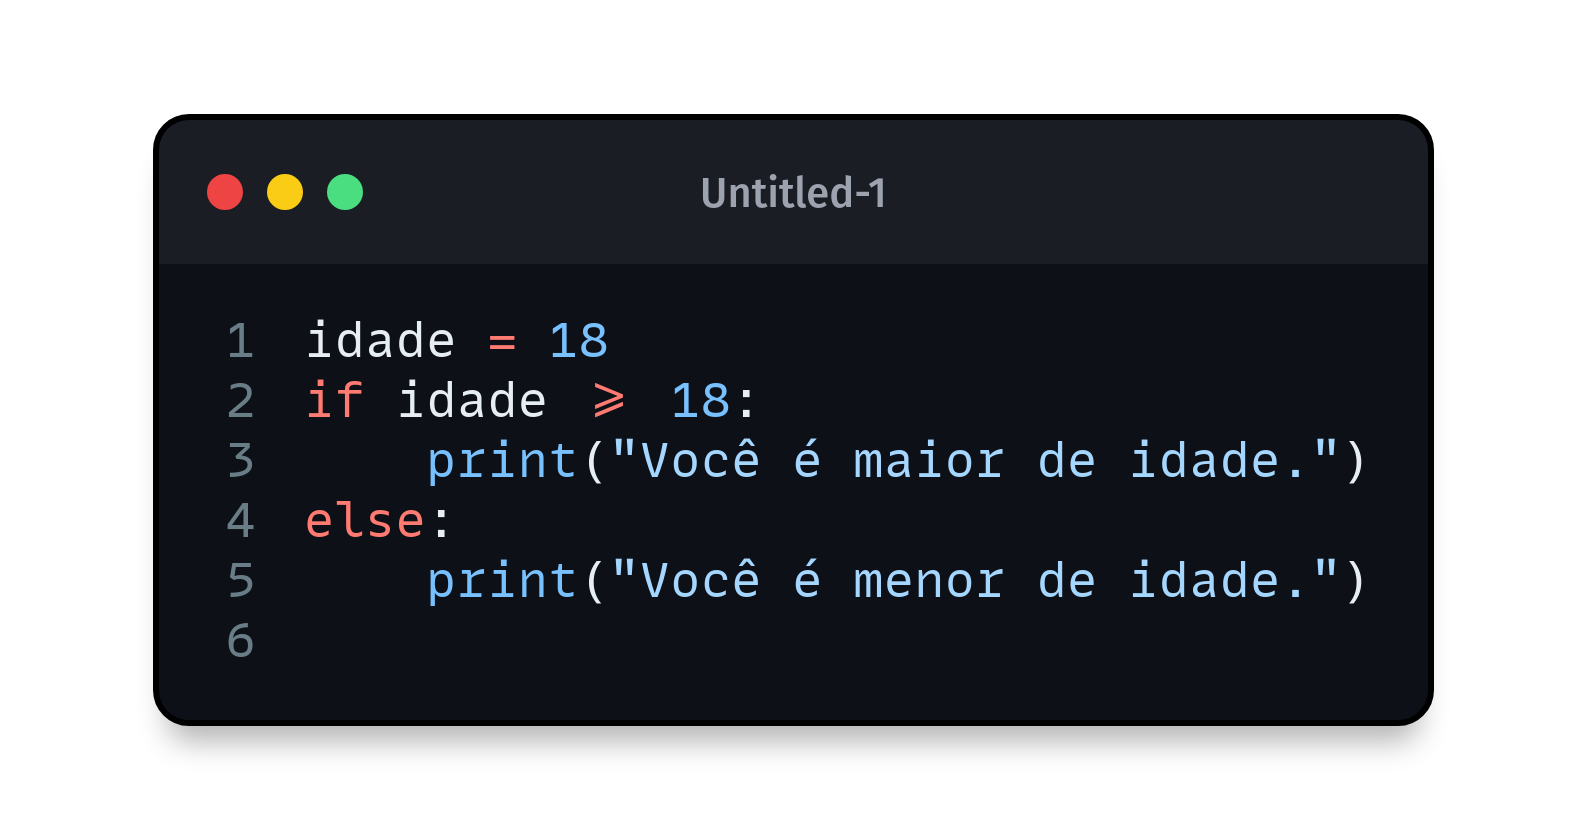 Untitled-1
1 idade = 18
2 if idade >= 18:
3     print("Você é maior de idade.")
4 else:
5     print("Você é menor de idade.")
6